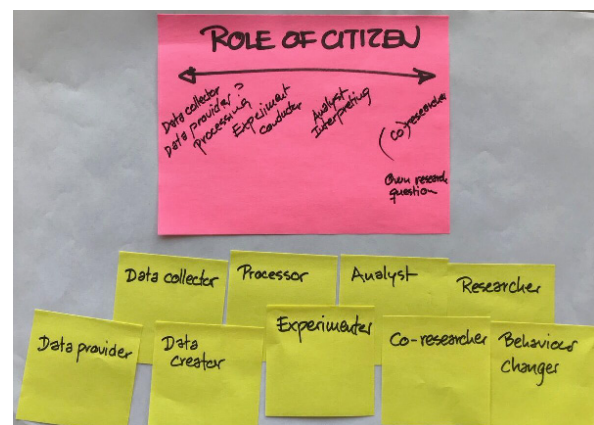 ROLE OF CITIZEN
Data collector
Data provider?
Processing
Experiment
conductor
Analyst
Interpreting
(Co)researcher
Own research
question
Data collector
Processor
Analyst
Researcher
Data provider
Data
creator
Experimenter
Co-researcher
Behaviour
changer